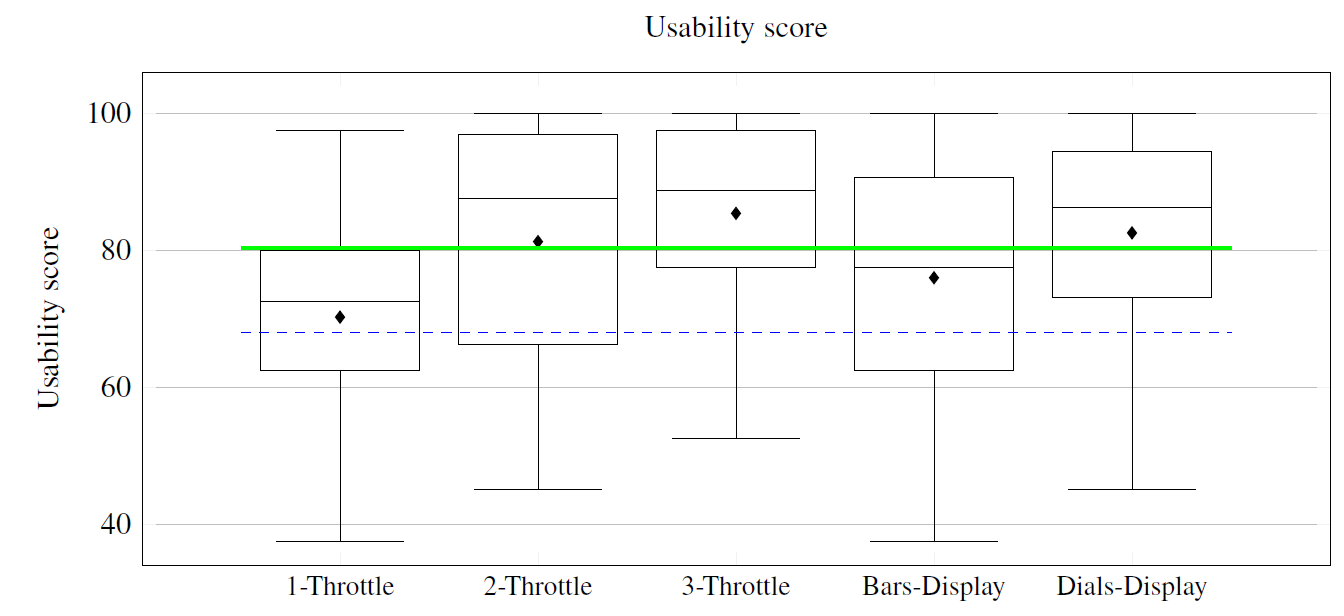 Usability score
Usability score
100
80
60
40
1-Throttle 2-Throttle 3-Throttle Bars-Display Dials-Display